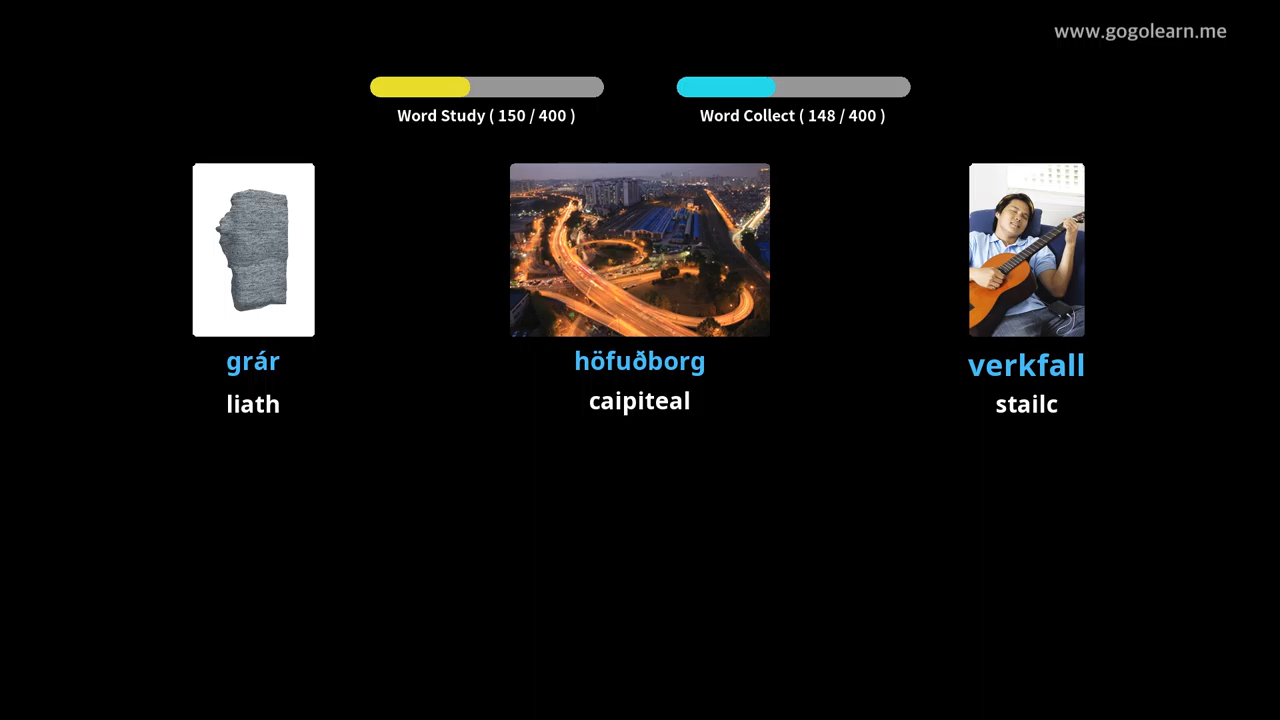 www.gogolearn.me
Word Study ( 150 / 400 )
Word Collect ( 148 / 400 )
grár
höfuðborg
verkfall
liath
caipiteal
stailc